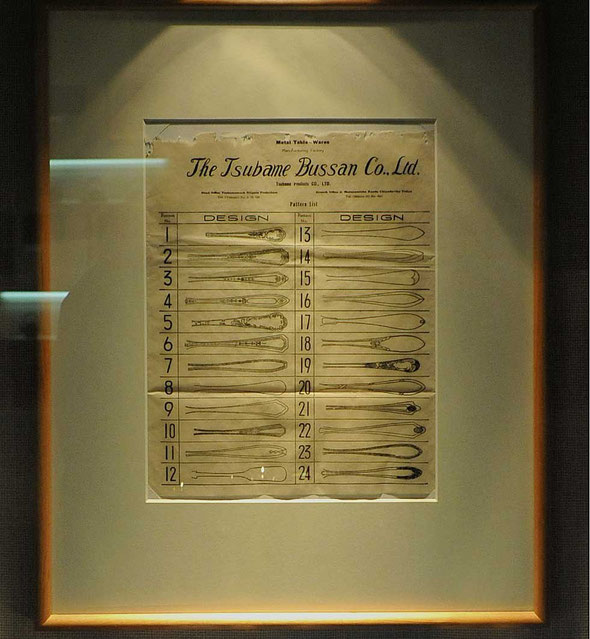 Metal Table-Wares
Manufacturing Factory
The Tsubame Bussan Co., Ltd.
Tsubame Products CO., LTD.
Pattern List
Pattern No. DESIGN Pattern No. DESIGN
1 13
2 14
3 15
4 16
5 17
6 18
7 19
8 20
9 21
10 22
11 23
12 24